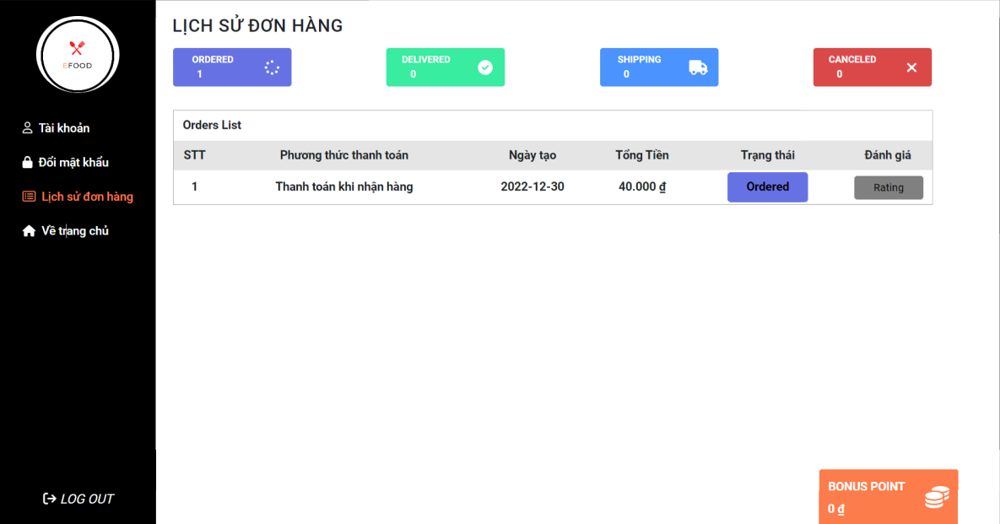 EFOOD
Tài khoản
Đổi mật khẩu
Lịch sử đơn hàng
Về trang chủ
LOG OUT
LỊCH SỬ ĐƠN HÀNG
ORDERED
1
DELIVERED
0
SHIPPING
0
CANCELED
0
Orders List
STT Phương thức thanh toán Ngày tạo Tổng Tiền Trạng thái Đánh giá
1 Thanh toán khi nhận hàng 2022-12-30 40.000 ₫ Ordered Rating
BONUS POINT
0 ₫